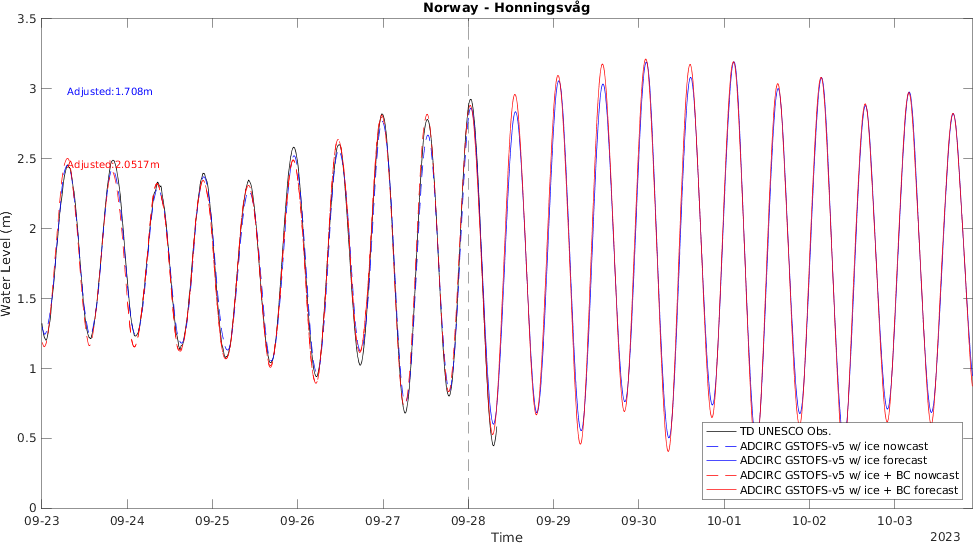 Norway - Honningsvåg
3.5
3
2.5
2
1.5
1
0.5
0
Water Level (m)
Adjusted:1.708m
Adjusted:2.0517m
TD UNESCO Obs.
ADCIRC GSTOFS-v5 w/ ice nowcast
ADCIRC GSTOFS-v5 w/ ice forecast
ADCIRC GSTOFS-v5 w/ ice + BC nowcast
ADCIRC GSTOFS-v5 w/ ice + BC forecast
09-23 09-24 09-25 09-26 09-27 09-28 09-29 09-30 10-01 10-02 10-03
Time
2023